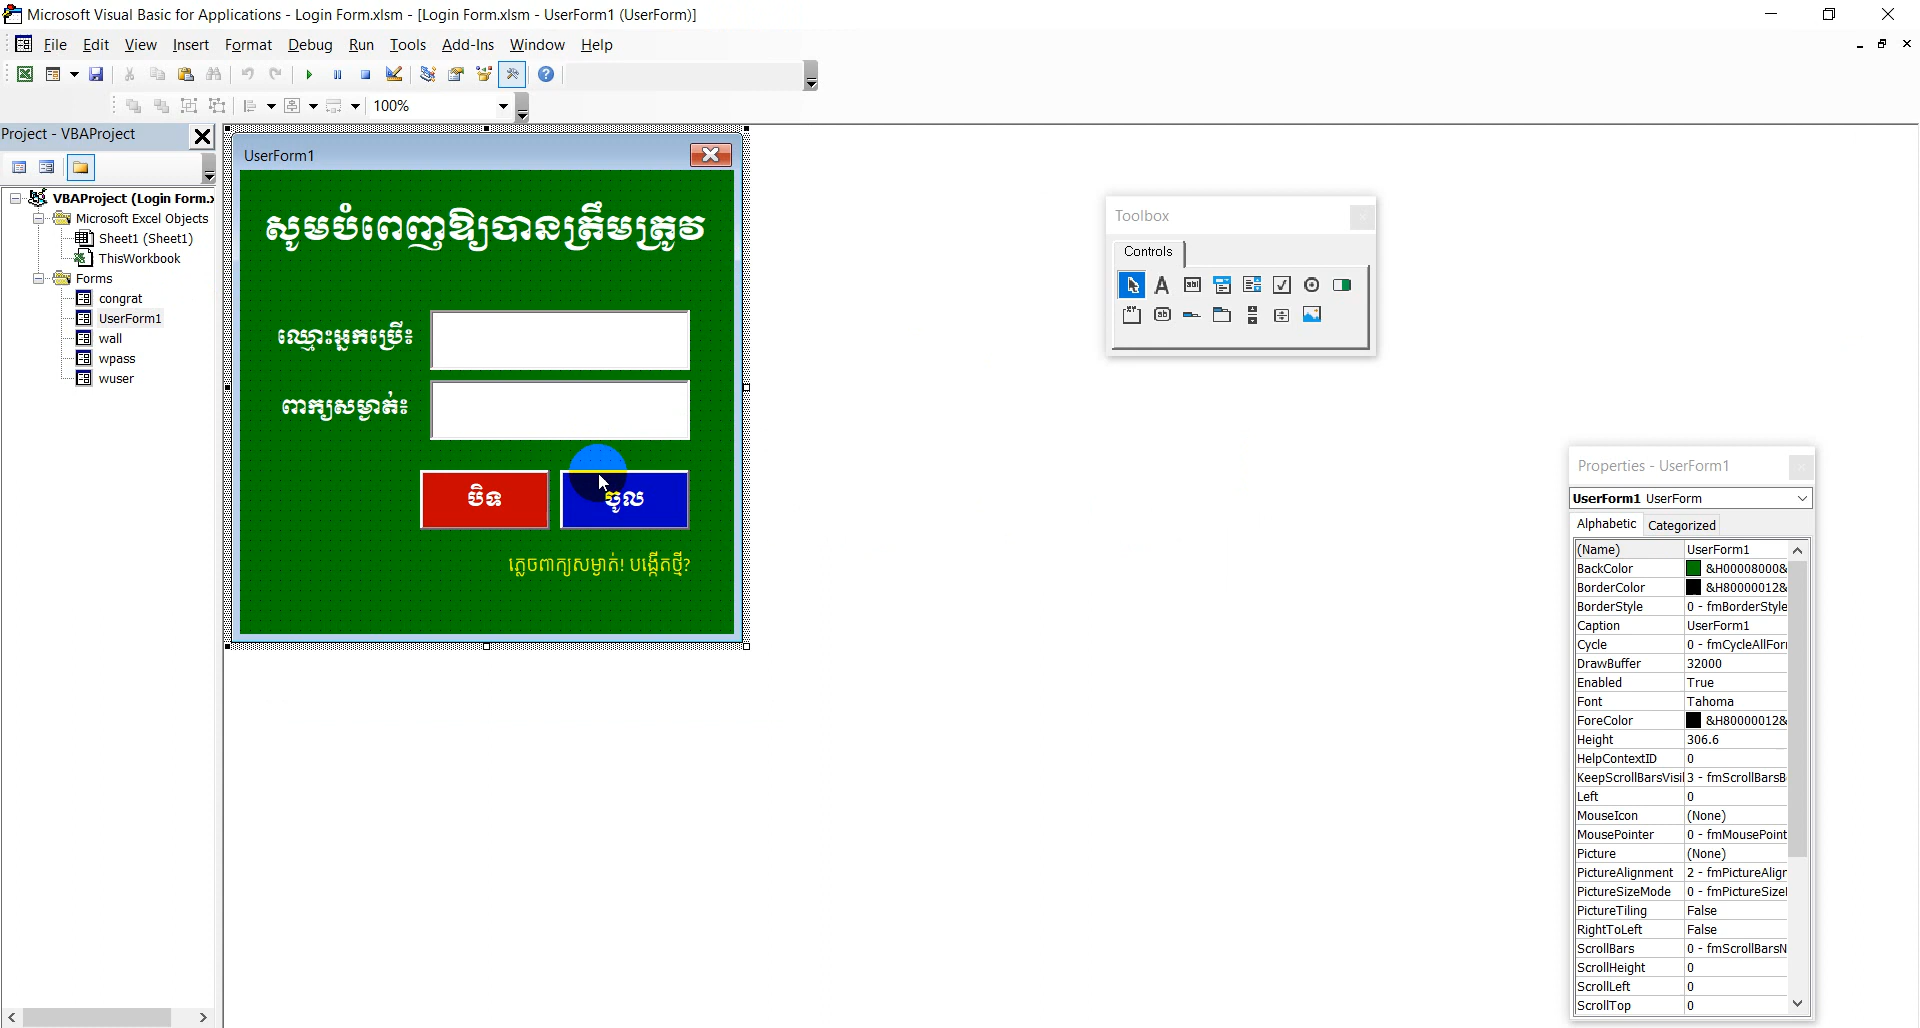 Microsoft Visual Basic for Applications - Login Form.xlsm - [Login Form.xlsm - UserForm1 (UserForm)]
File Edit View Insert Format Debug Run Tools Add-Ins Window Help
100%
Project - VBAProject
VBAProject (Login Form.x
Microsoft Excel Objects
Sheet1 (Sheet1)
ThisWorkbook
Forms
congrat
UserForm1
wall
wpass
wuser
UserForm1
សូមបំពេញឱ្យបានត្រឹមត្រូវ
ឈ្មោះអ្នកប្រើ៖
ពាក្យសម្ងាត់៖
បិទ ចូល
ភ្លេចពាក្យសម្ងាត់! បង្កើតថ្មី?
Toolbox
Controls
Properties - UserForm1
UserForm1 UserForm
Alphabetic Categorized
(Name) UserForm1
BackColor &H00008000&
BorderColor &H80000012&
BorderStyle 0 - fmBorderStyle
Caption UserForm1
Cycle 0 - fmCycleAllFor
DrawBuffer 32000
Enabled True
Font Tahoma
ForeColor &H80000012&
Height 306.6
HelpContextID 0
KeepScrollBarsVisil 3 - fmScrollBarsB
Left 0
MouseIcon (None)
MousePointer 0 - fmMousePoint
Picture (None)
PictureAlignment 2 - fmPictureAlign
PictureSizeMode 0 - fmPictureSize
PictureTiling False
RightToLeft False
ScrollBars 0 - fmScrollBarsN
ScrollHeight 0
ScrollLeft 0
ScrollTop 0